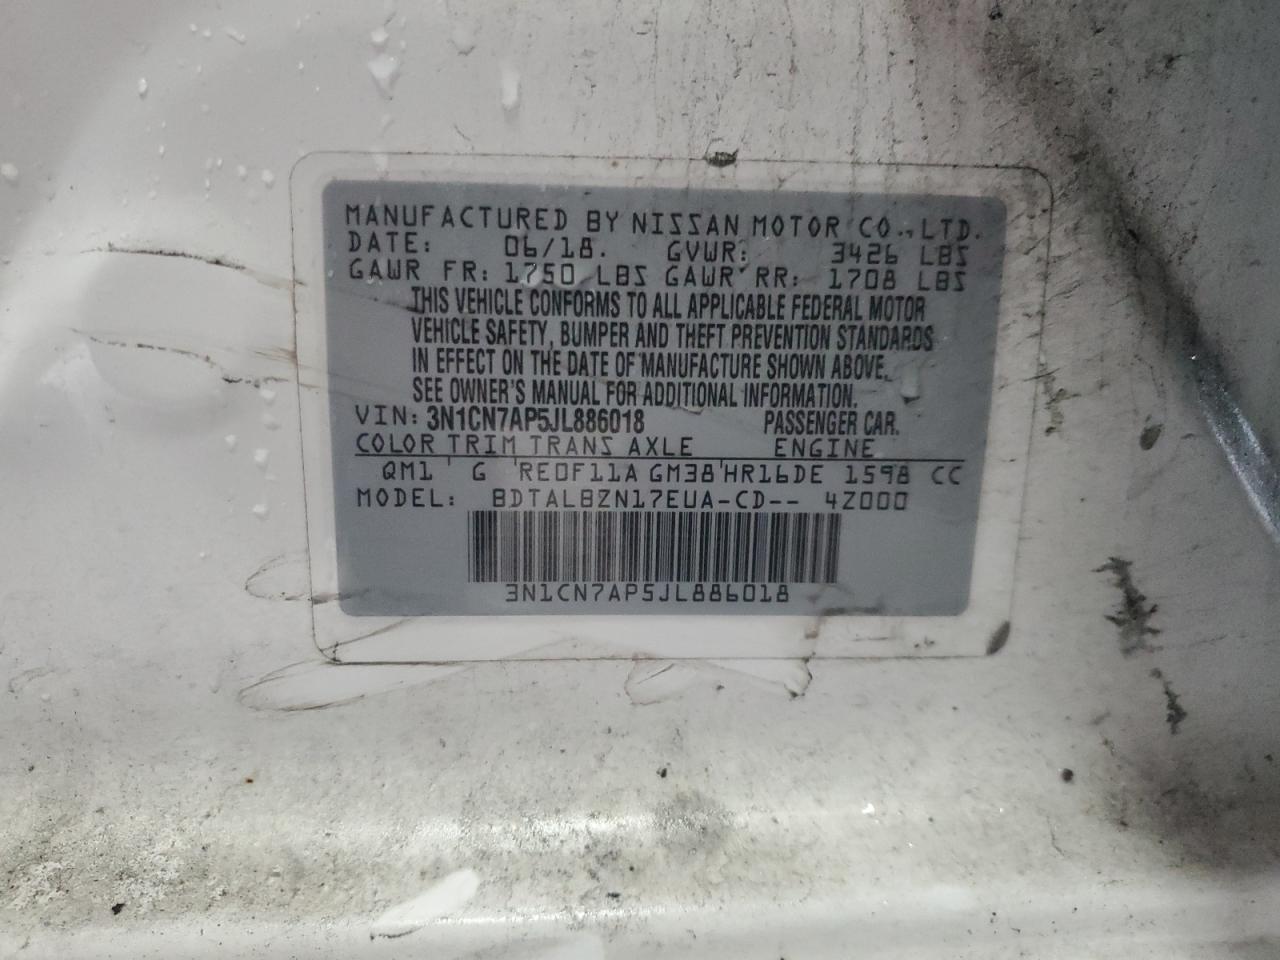 MANUFACTURED BY NISSAN MOTOR CO., LTD.
DATE: 06/18. GVWR: 3426 LBS
GAWR FR: 1750 LBS GAWR RR: 1708 LBS
THIS VEHICLE CONFORMS TO ALL APPLICABLE FEDERAL MOTOR
VEHICLE SAFETY, BUMPER AND THEFT PREVENTION STANDARDS
IN EFFECT ON THE DATE OF MANUFACTURE SHOWN ABOVE.
SEE OWNER'S MANUAL FOR ADDITIONAL INFORMATION.
VIN: 3N1CN7AP5JL886018 PASSENGER CAR.
COLOR TRIM TRANS AXLE ENGINE
QM1 G RE0F11A GM38 HR16DE 1598 CC
MODEL: BDTALBZN17EUA-CD-- 4Z000
3N1CN7AP5JL886018